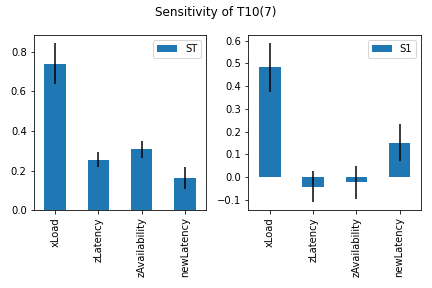 Sensitivity of T10(7)
ST
0.8
0.6
0.4
0.2
0.0
xLoad
zLatency
zAvailability
newLatency
S1
0.6
0.5
0.4
0.3
0.2
0.1
0.0
−0.1
xLoad
zLatency
zAvailability
newLatency